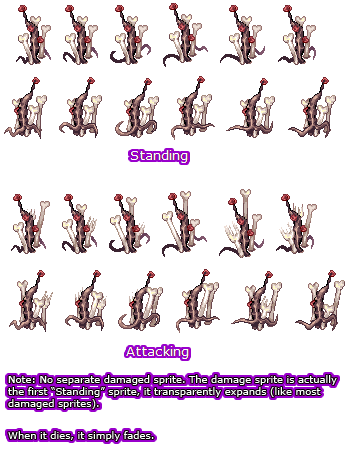 Standing
Attacking
Note: No separate damaged sprite. The damage sprite is actually
the first "Standing" sprite, it transparently expands (like most
damaged sprites).
When it dies, it simply fades.